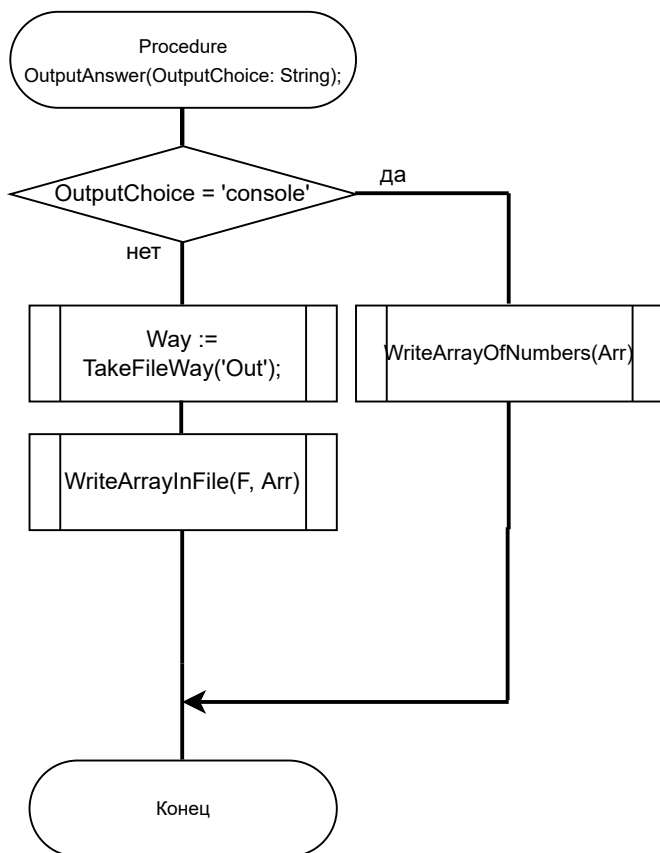 Procedure
OutputAnswer(OutputChoice: String);
OutputChoice = 'console'
да
нет
Way :=
TakeFileWay('Out');
WriteArrayOfNumbers(Arr)
WriteArrayInFile(F, Arr)
Конец